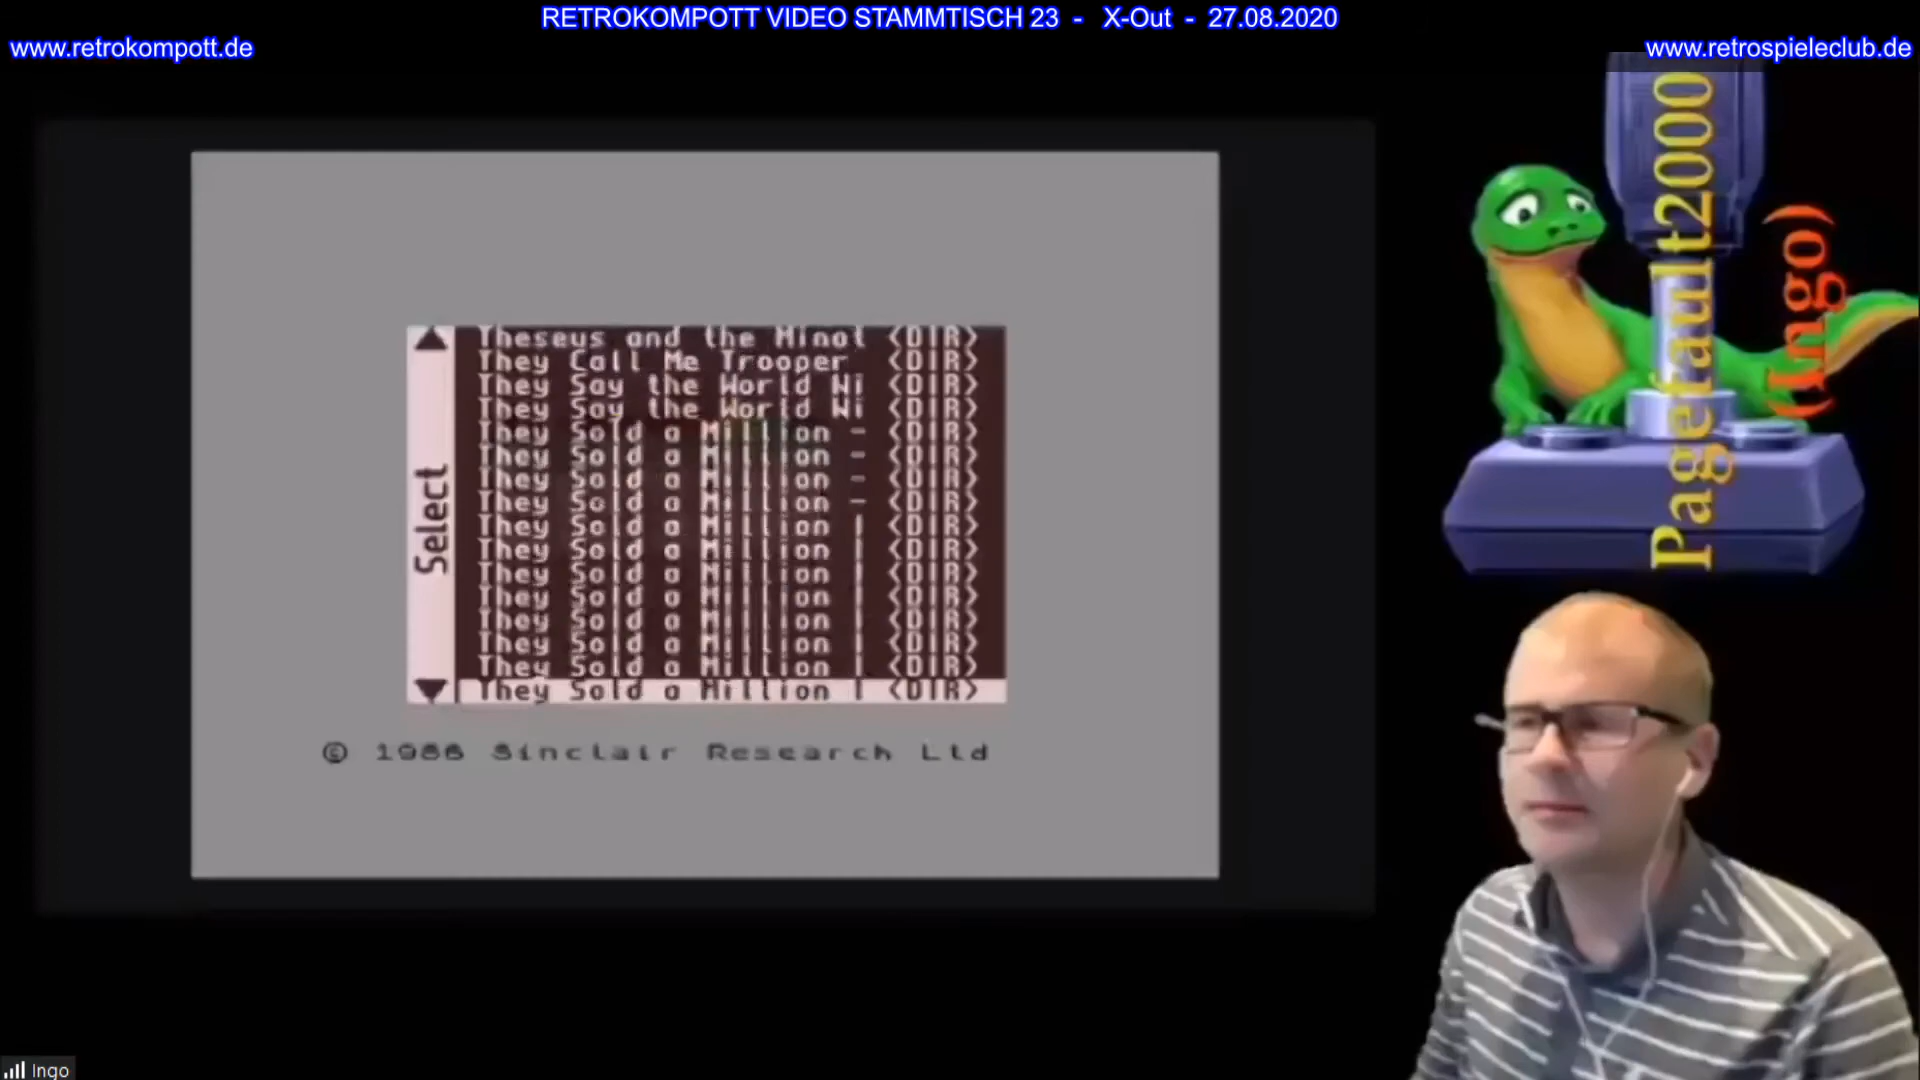 RETROKOMPOTT VIDEO STAMMTISCH 23 - X-Out - 27.08.2020
www.retrokompott.de
www.retrospieleclub.de
Theseus and the Minot <DIR>
They Call Me Trooper <DIR>
They Say the World Wi <DIR>
They Say the World Wi <DIR>
They Sold a Million - <DIR>
They Sold a Million - <DIR>
They Sold a Million - <DIR>
They Sold a Million - <DIR>
They Sold a Million I <DIR>
They Sold a Million I <DIR>
They Sold a Million I <DIR>
They Sold a Million I <DIR>
They Sold a Million I <DIR>
They Sold a Million I <DIR>
They Sold a Million I <DIR>
They Sold a Million I <DIR>
Select
© 1986 Sinclair Research Ltd
Pagefault2000
(Ingo)
Ingo